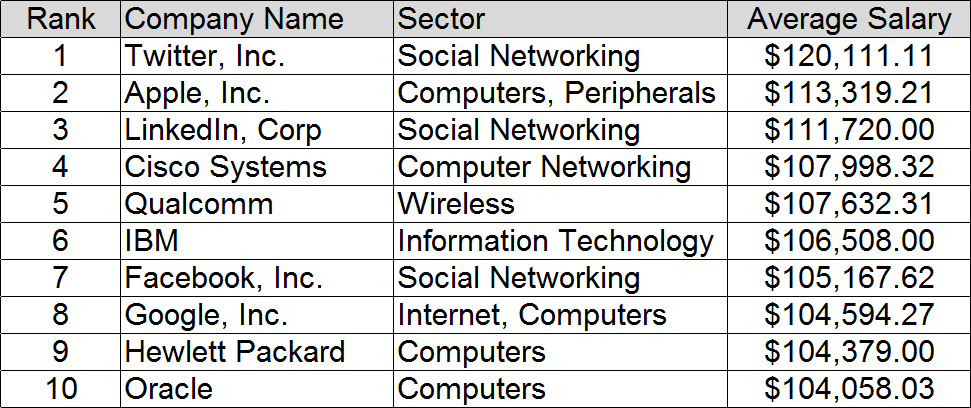 Rank Company Name Sector Average Salary
1 Twitter, Inc. Social Networking $120,111.11
2 Apple, Inc. Computers, Peripherals $113,319.21
3 LinkedIn, Corp Social Networking $111,720.00
4 Cisco Systems Computer Networking $107,998.32
5 Qualcomm Wireless $107,632.31
6 IBM Information Technology $106,508.00
7 Facebook, Inc. Social Networking $105,167.62
8 Google, Inc. Internet, Computers $104,594.27
9 Hewlett Packard Computers $104,379.00
10 Oracle Computers $104,058.03